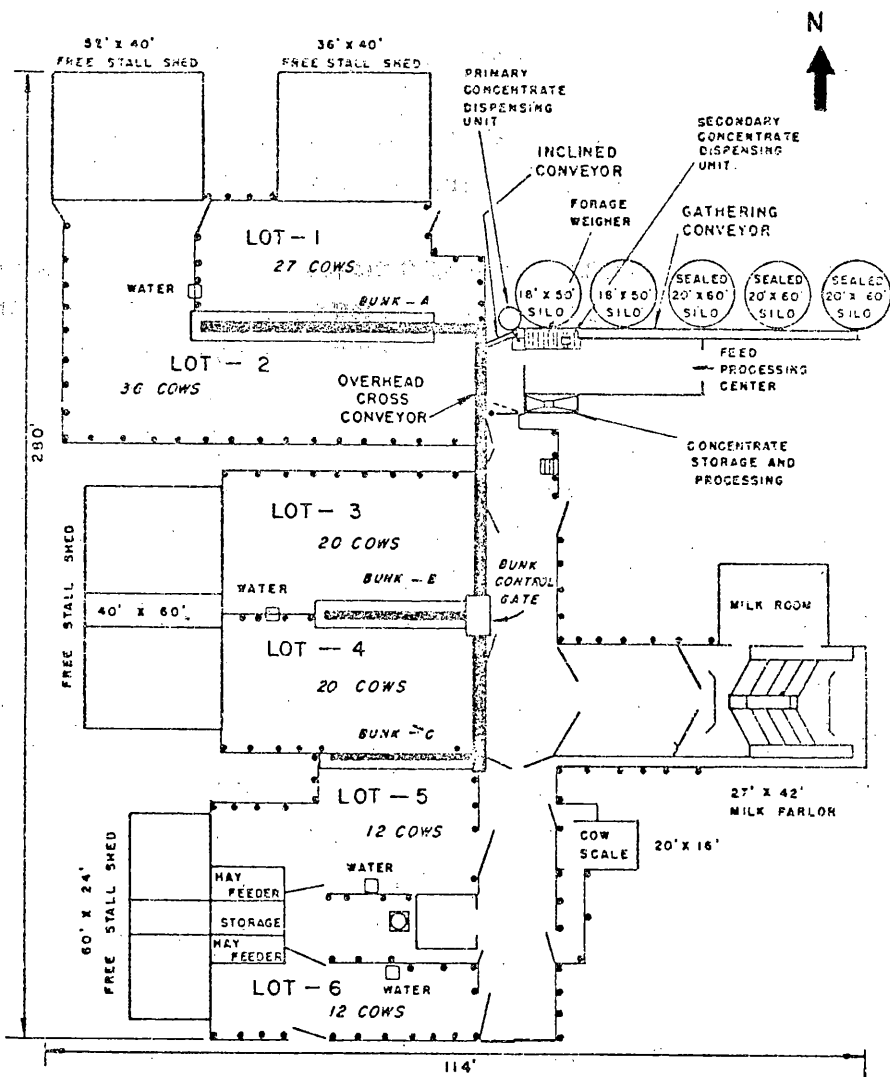 N
52' X 40'
FREE STALL SHED
36' X 40'
FREE STALL SHED
PRIMARY
CONCENTRATE
DISPENSING
UNIT
SECONDARY
CONCENTRATE
DISPENSING
UNIT
INCLINED
CONVEYOR
FORAGE
WEIGHER
GATHERING
CONVEYOR
LOT-1
27 COWS
WATER
BUNK-A
18' X 50'
SILO
18' X 50'
SILO
SEALED
20' X 60'
SILO
SEALED
20' X 60'
SILO
SEALED
20' X 60'
SILO
LOT - 2
36 COWS
OVERHEAD
CROSS
CONVEYOR
FEED
PROCESSING
CENTER
280'
CONCENTRATE
STORAGE AND
PROCESSING
LOT - 3
20 COWS
BUNK-E
WATER
BUNK
CONTROL
GATE
FREE STALL SHED
40' X 60'
MILK ROOM
LOT - 4
20 COWS
BUNK-C
27' X 42'
MILK PARLOR
LOT - 5
12 COWS
COW
SCALE
20' X 16'
60' X 24'
FREE STALL SHED
HAY
FEEDER
WATER
STORAGE
HAY
FEEDER
LOT-6
WATER
12 COWS
114'